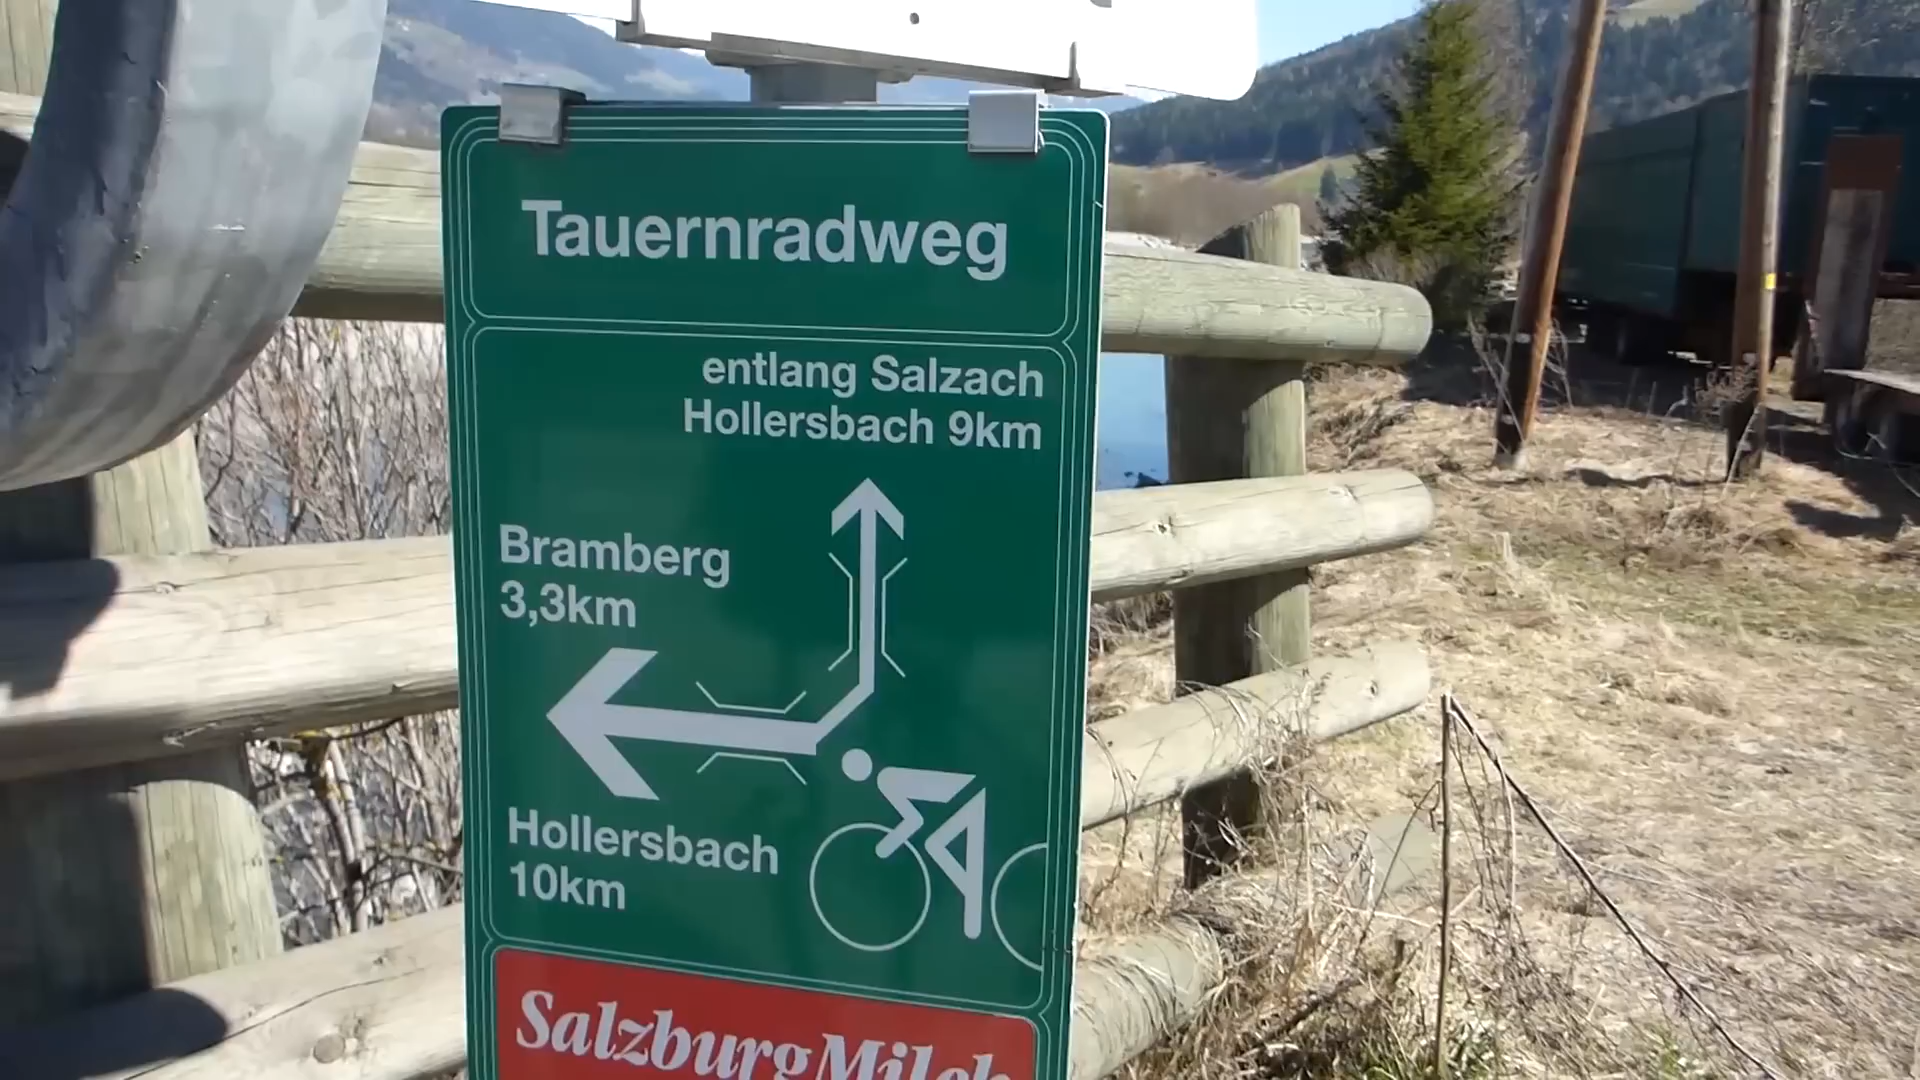 Tauernradweg
entlang Salzach
Hollersbach 9km
Bramberg
3,3km
Hollersbach
10km
SalzburgMilch